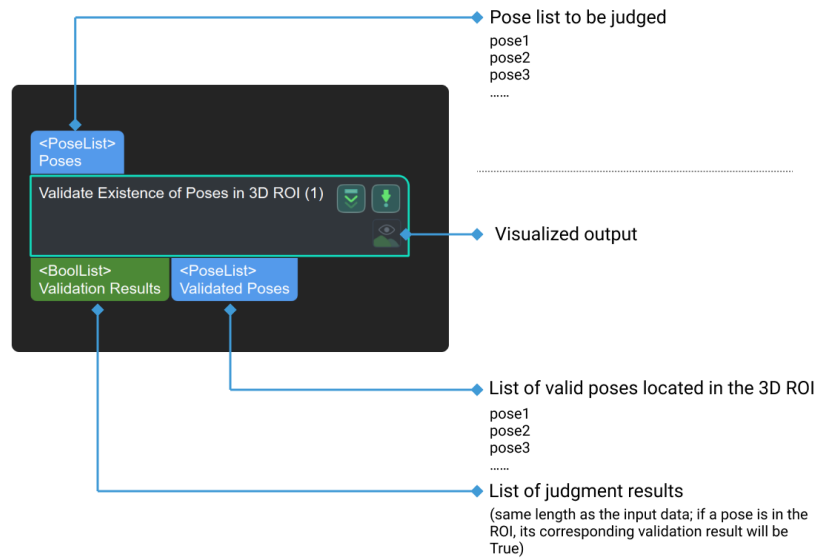 Pose list to be judged
pose1
pose2
pose3
......
<PoseList>
Poses
Validate Existence of Poses in 3D ROI (1)
Visualized output
<BoolList>
Validation Results
<PoseList>
Validated Poses
List of valid poses located in the 3D ROI
pose1
pose2
pose3
......
List of judgment results
(same length as the input data; if a pose is in the
ROI, its corresponding validation result will be
True)